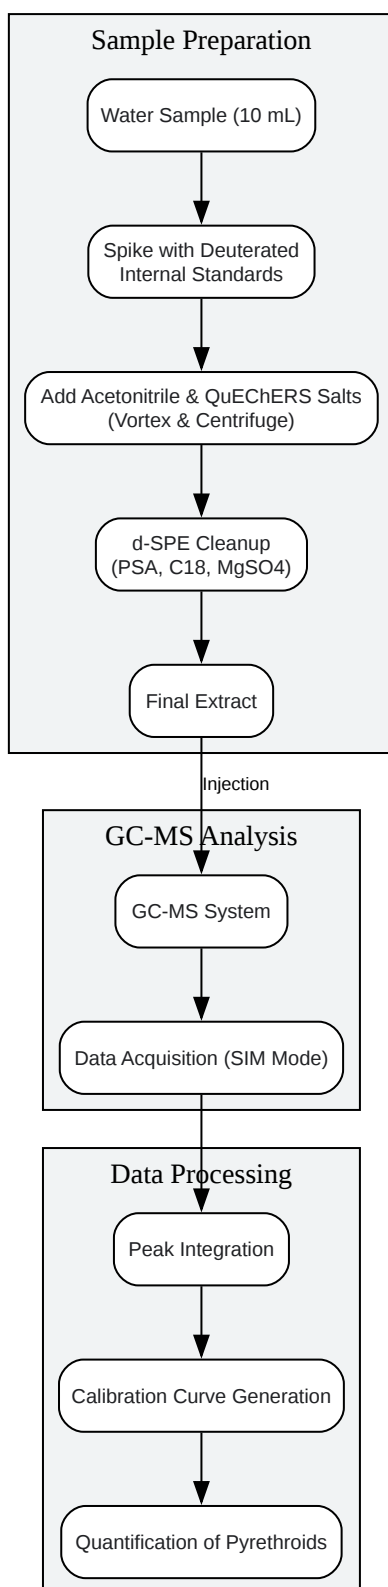 Sample Preparation
Water Sample (10 mL)
Spike with Deuterated
Internal Standards
Add Acetonitrile & QuEChERS Salts
(Vortex & Centrifuge)
d-SPE Cleanup
(PSA, C18, MgSO4)
Final Extract
Injection
GC-MS Analysis
GC-MS System
Data Acquisition (SIM Mode)
Data Processing
Peak Integration
Calibration Curve Generation
Quantification of Pyrethroids